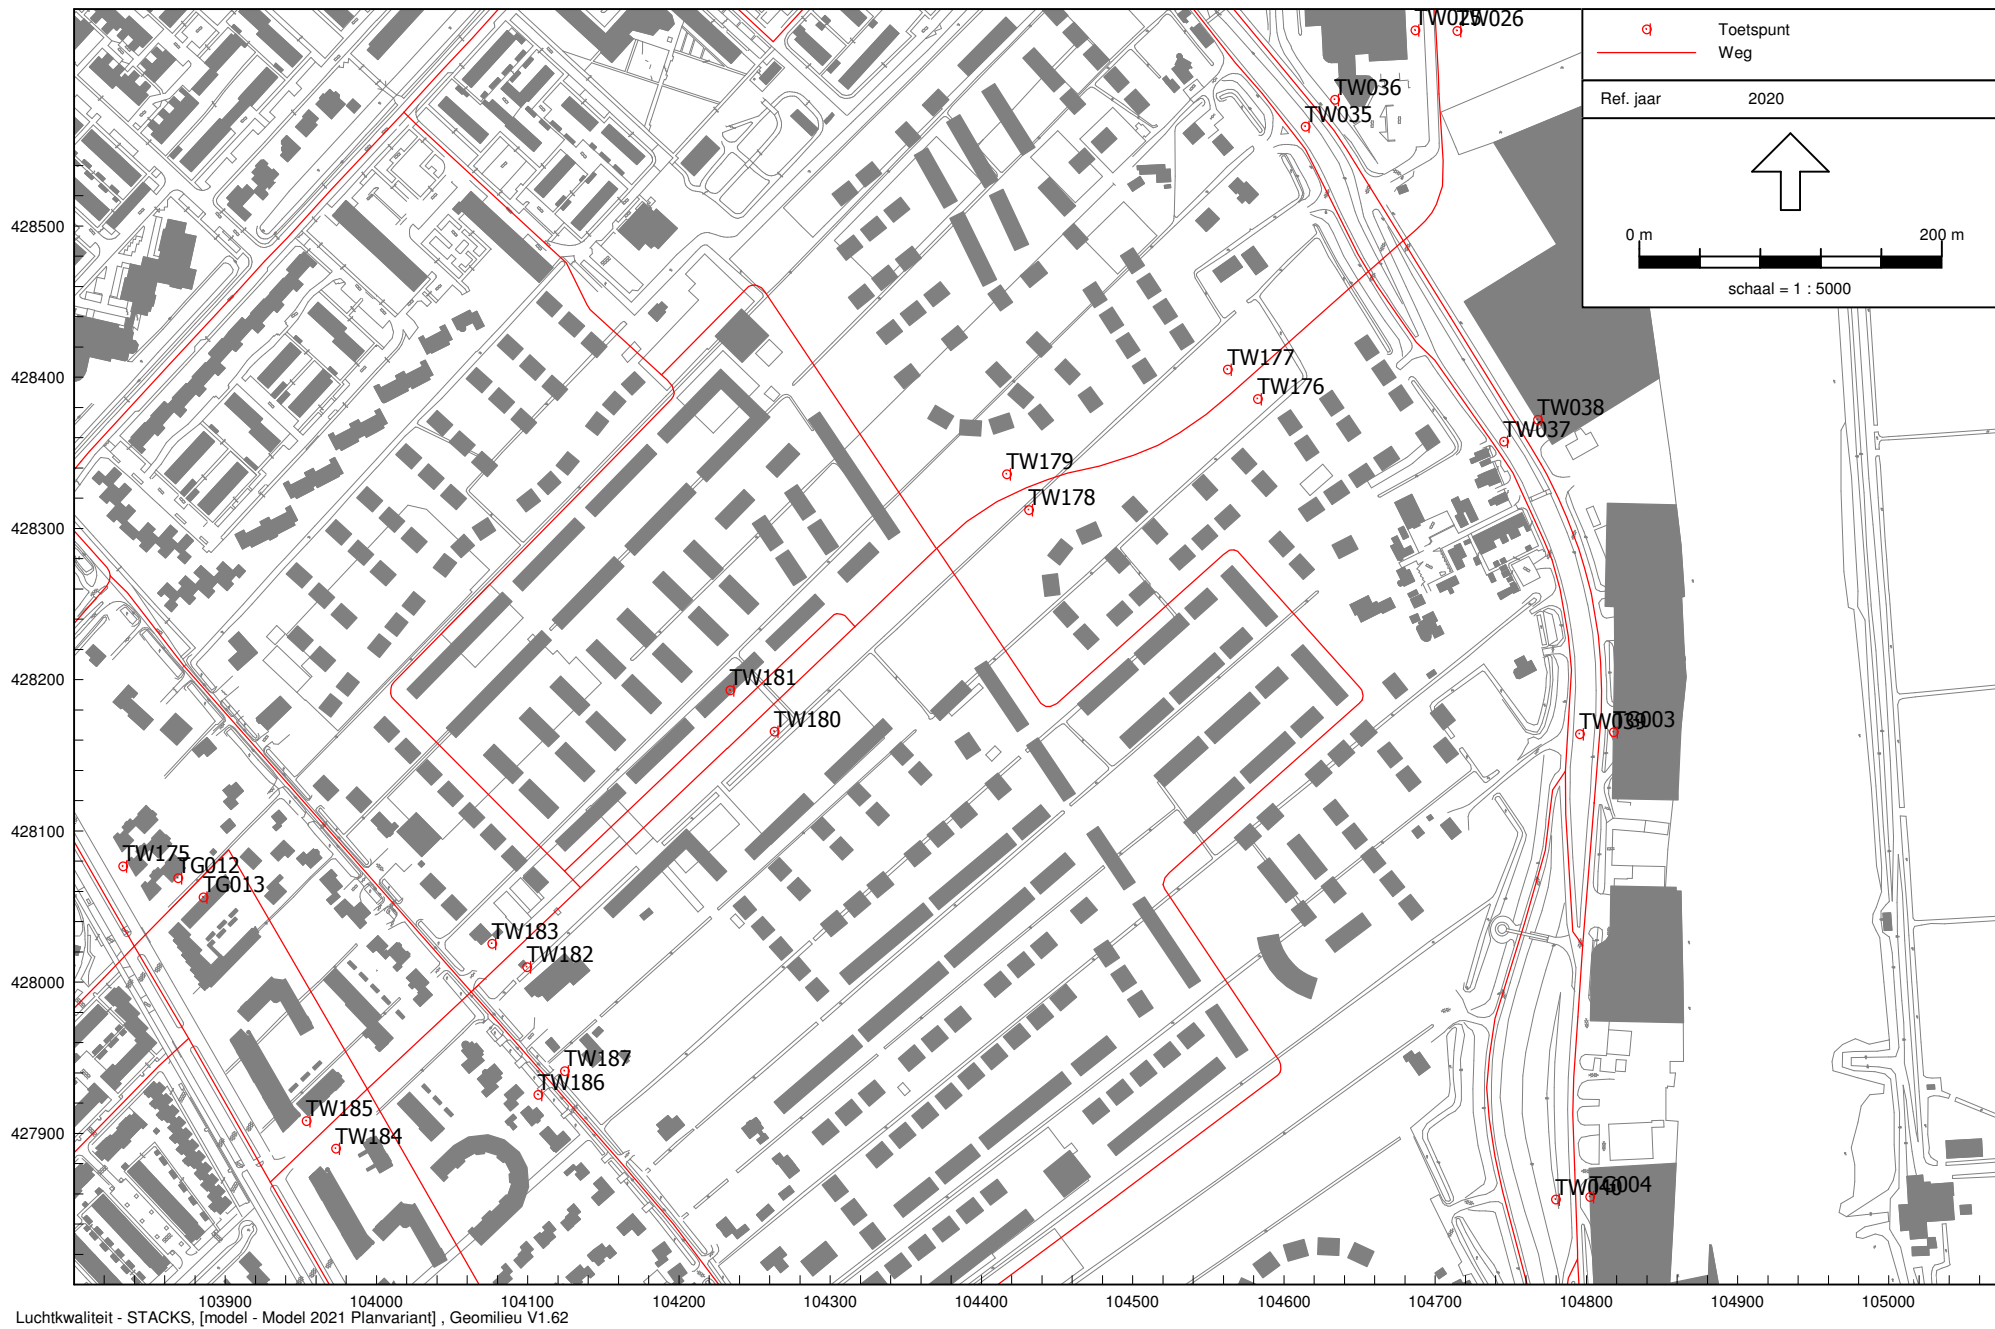 TW026
Toetspunt
Weg
Ref. jaar 2020
0 m 200 m
schaal = 1 : 5000
TW036
TW035
428500
TW177
428400
TW176
TW038
TW037
TW179
TW178
428300
428200
TW181
TW180
TG003
428100
TW175
TG012
TG013
TW183
TW182
428000
TW187
TW186
427900
TW185
TW184
TG004
103900 104000 104100 104200 104300 104400 104500 104600 104700 104800 104900 105000
Luchtkwaliteit - STACKS, [model - Model 2021 Planvariant] , Geomilieu V1.62